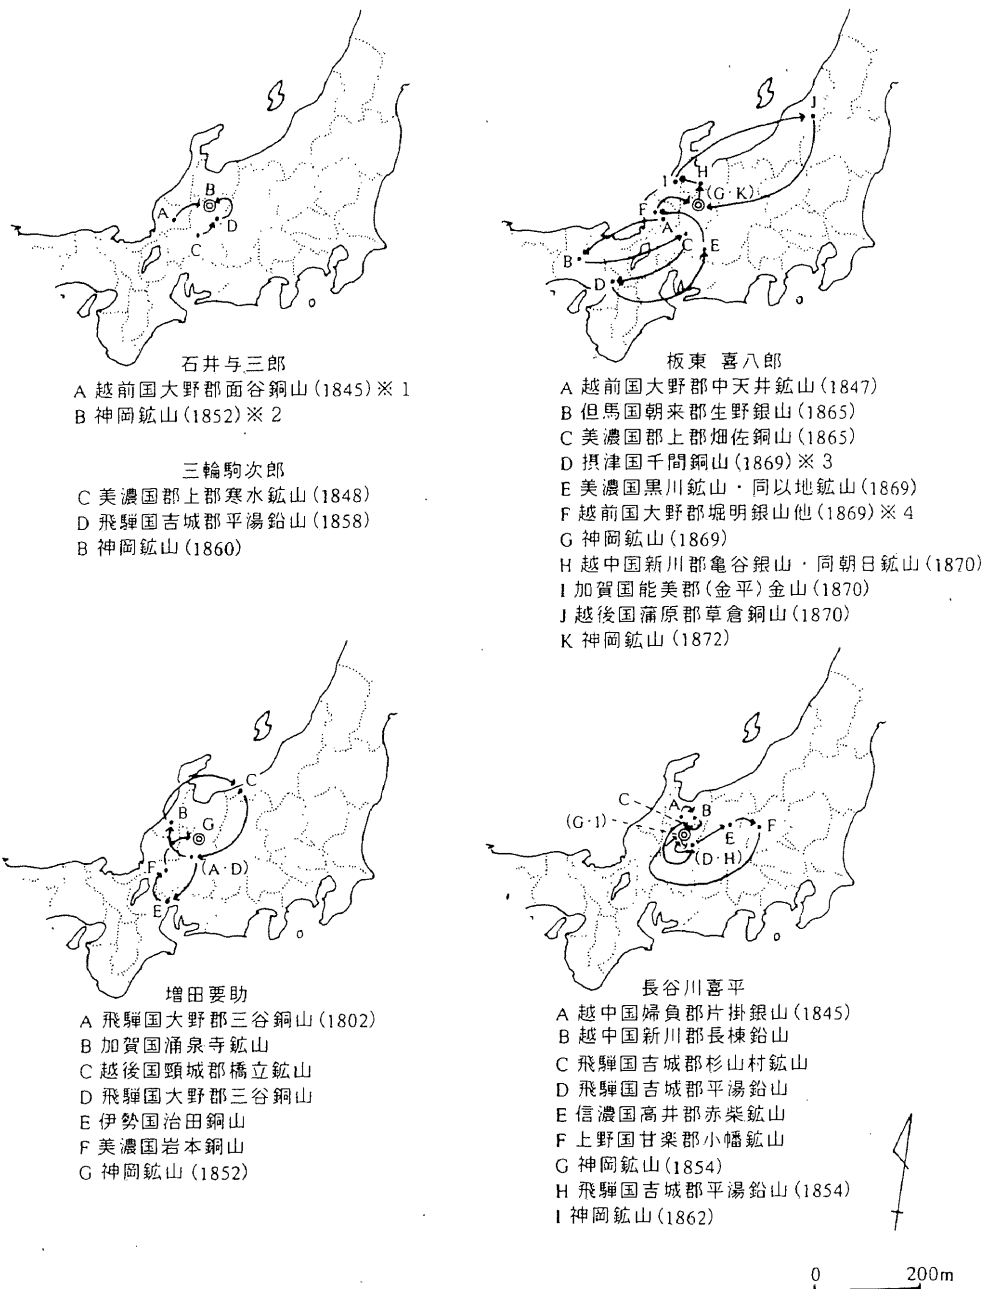 B
A
D
C
石井与三郎
A 越前国大野郡面谷銅山(1845)※1
B 神岡鉱山(1852)※2
三輪駒次郎
C 美濃国郡上郡寒水鉱山(1848)
D 飛騨国吉城郡平湯鉛山(1858)
B 神岡鉱山(1860)
J
I
H
(G・K)
F
A
C
E
B
D
板東 喜八郎
A 越前国大野郡中天井鉱山(1847)
B 但馬国朝来郡生野銀山(1865)
C 美濃国郡上郡畑佐銅山(1865)
D 摂津国千間銅山(1869)※3
E 美濃国黒川鉱山・同以地鉱山(1869)
F 越前国大野郡堀明銀山他(1869)※4
G 神岡鉱山(1869)
H 越中国新川郡亀谷銀山・同朝日鉱山(1870)
I 加賀国能美郡(金平)金山(1870)
J 越後国蒲原郡草倉銅山(1870)
K 神岡鉱山(1872)
C
B
G
F
(A・D)
E
増田要助
A 飛騨国大野郡三谷銅山(1802)
B 加賀国涌泉寺鉱山
C 越後国頸城郡橋立鉱山
D 飛騨国大野郡三谷銅山
E 伊勢国治田銅山
F 美濃国岩本銅山
G 神岡鉱山(1852)
C
A
B
(G・I)
E
F
(D・H)
長谷川喜平
A 越中国婦負郡片掛銀山(1845)
B 越中国新川郡長棟鉛山
C 飛騨国吉城郡杉山村鉱山
D 飛騨国吉城郡平湯鉛山
E 信濃国高井郡赤柴鉱山
F 上野国甘楽郡小幡鉱山
G 神岡鉱山(1854)
H 飛騨国吉城郡平湯鉛山(1854)
I 神岡鉱山(1862)
0 200m